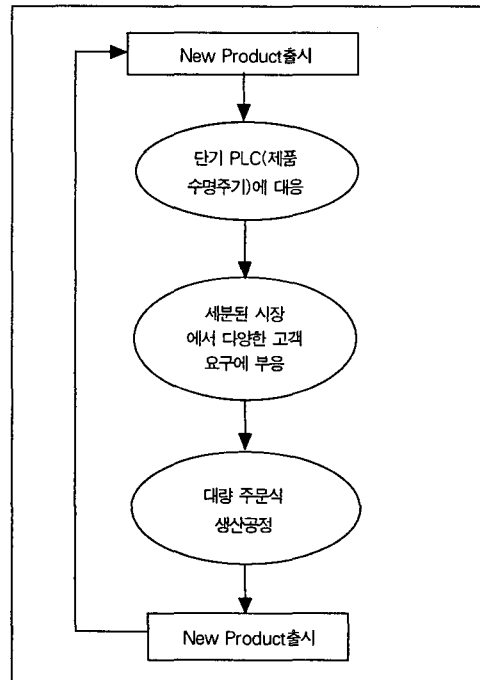 New Product출시
단기 PLC(제품
수명주기)에 대응
세분된 시장
에서 다양한 고객
요구에 부응
대량 주문식
생산공정
New Product출시